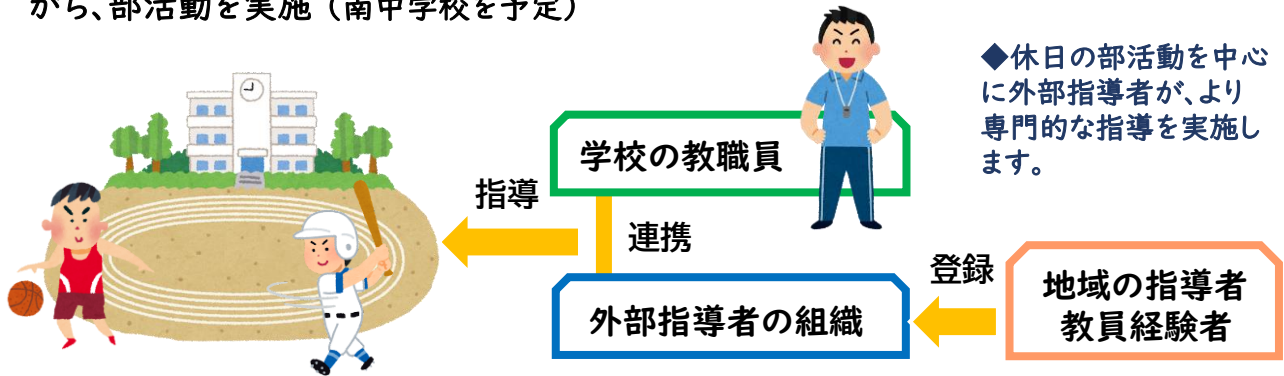 から、部活動を実施（南中学校を予定）
◆休日の部活動を中心
に外部指導者が、より
専門的な指導を実施し
ます。
学校の教職員
指導
連携
外部指導者の組織
登録
地域の指導者
教員経験者